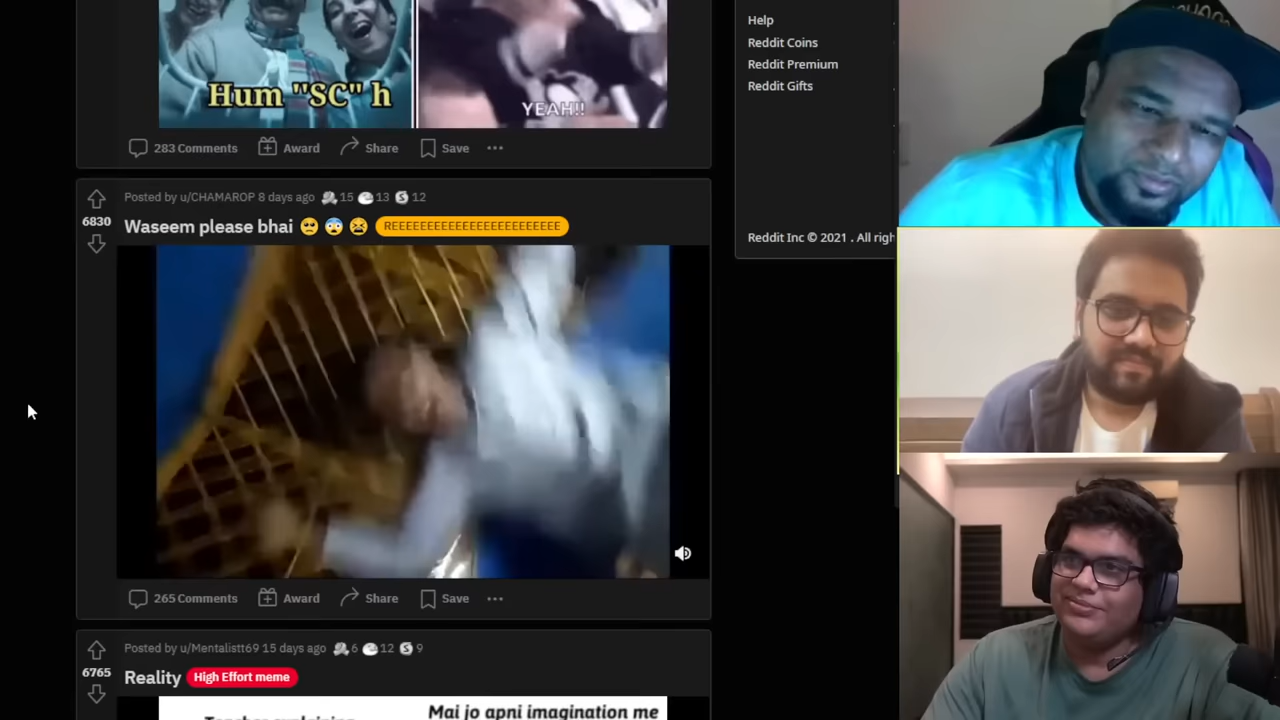 Hum "SC" h
YEAH!!
283 Comments Award Share Save
Posted by u/CHAMAROP 8 days ago 15 13 12
6830
Waseem please bhai 🥺 😨 😫 REEEEEEEEEEEEEEEEEEEEEEEE
265 Comments Award Share Save
Posted by u/Mentalistt69 15 days ago 6 12 9
6765
Reality High Effort meme
Mai jo apni imagination me
Help
Reddit Coins
Reddit Premium
Reddit Gifts
Reddit Inc © 2021 . All righ